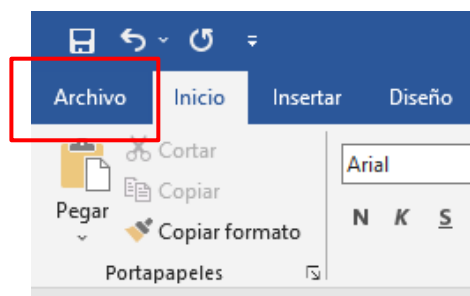 Archivo Inicio Insertar Diseño
Cortar
Copiar
Pegar
Copiar formato
Portapapeles
Arial
N K S